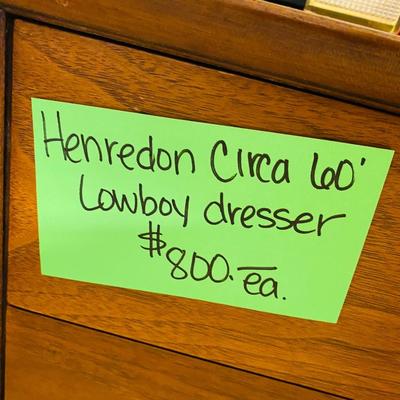 Henredon Circa 60'
Lowboy dresser
$800. ea.